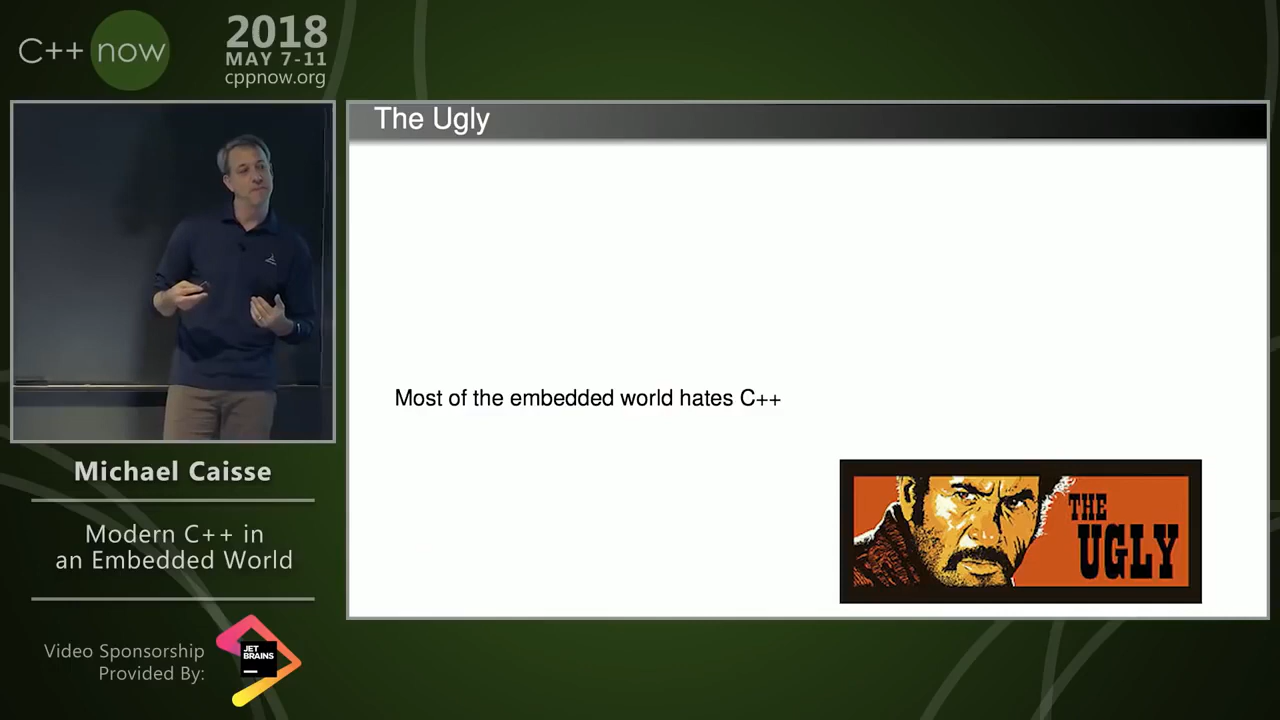 C++ now
2018
MAY 7-11
cppnow.org
The Ugly
Most of the embedded world hates C++
THE
UGLY
Michael Caisse
Modern C++ in
an Embedded World
Video Sponsorship
Provided By:
JET
BRAINS